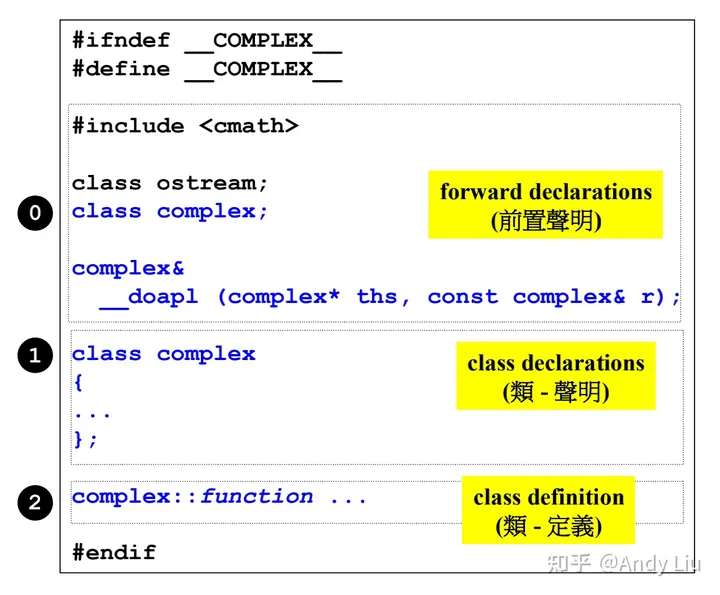 #ifndef __COMPLEX__
#define __COMPLEX__
#include <cmath>
class ostream;
0
class complex;
forward declarations
(前置聲明)
complex&
__doapl (complex* ths, const complex& r);
1
class complex
{
...
};
class declarations
(類 - 聲明)
2
complex::function ...
class definition
(類 - 定義)
#endif
知乎 @Andy Liu